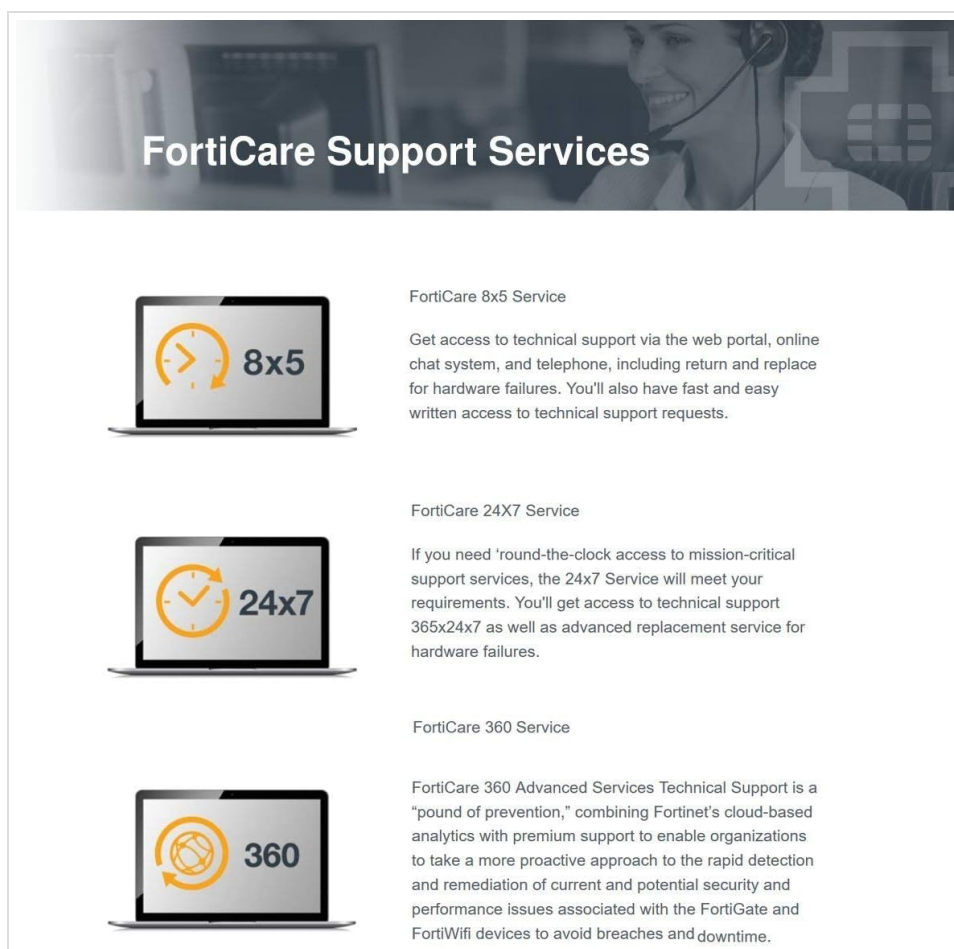 FortiCare Support Services
8x5
FortiCare 8x5 Service
Get access to technical support via the web portal, online
chat system, and telephone, including return and replace
for hardware failures. You'll also have fast and easy
written access to technical support requests.
24x7
FortiCare 24X7 Service
If you need ‘round-the-clock access to mission-critical
support services, the 24x7 Service will meet your
requirements. You'll get access to technical support
365x24x7 as well as advanced replacement service for
hardware failures.
FortiCare 360 Service
360
FortiCare 360 Advanced Services Technical Support is a
“pound of prevention,” combining Fortinet’s cloud-based
analytics with premium support to enable organizations
to take a more proactive approach to the rapid detection
and remediation of current and potential security and
performance issues associated with the FortiGate and
FortiWifi devices to avoid breaches and downtime.